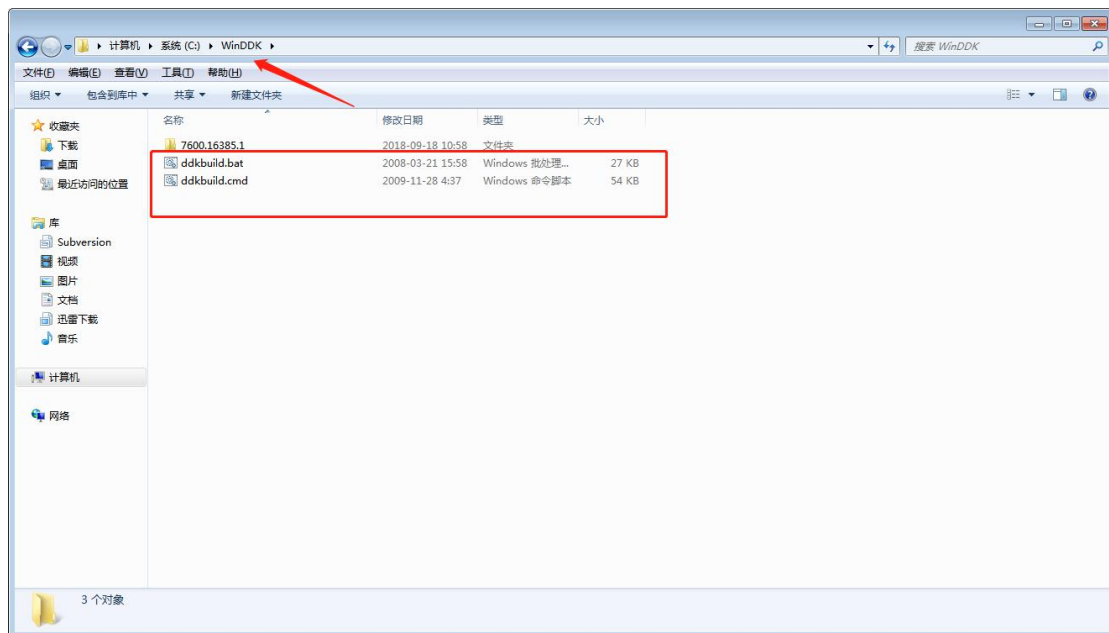 计算机 系统 (C:) WinDDK
搜索 WinDDK
文件(F) 编辑(E) 查看(V) 工具(T) 帮助(H)
组织 包含到库中 共享 新建文件夹
名称 修改日期 类型 大小
收藏夹
下载
桌面
最近访问的位置
库
Subversion
视频
图片
文档
迅雷下载
音乐
计算机
网络
7600.16385.1 2018-09-18 10:58 文件夹
ddkbuild.bat 2008-03-21 15:58 Windows 批处理... 27 KB
ddkbuild.cmd 2009-11-28 4:37 Windows 命令脚本 54 KB
3 个对象